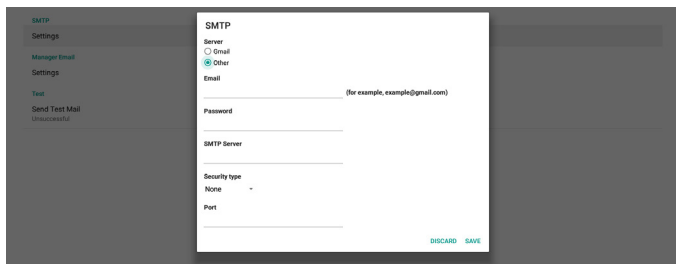 SMTP
Settings
Manager Email
Settings
Test
Send Test Mail
Unsuccessful
SMTP
Server
Gmail
Other
Email
(for example, example@gmail.com)
Password
SMTP Server
Security type
None
Port
DISCARD SAVE